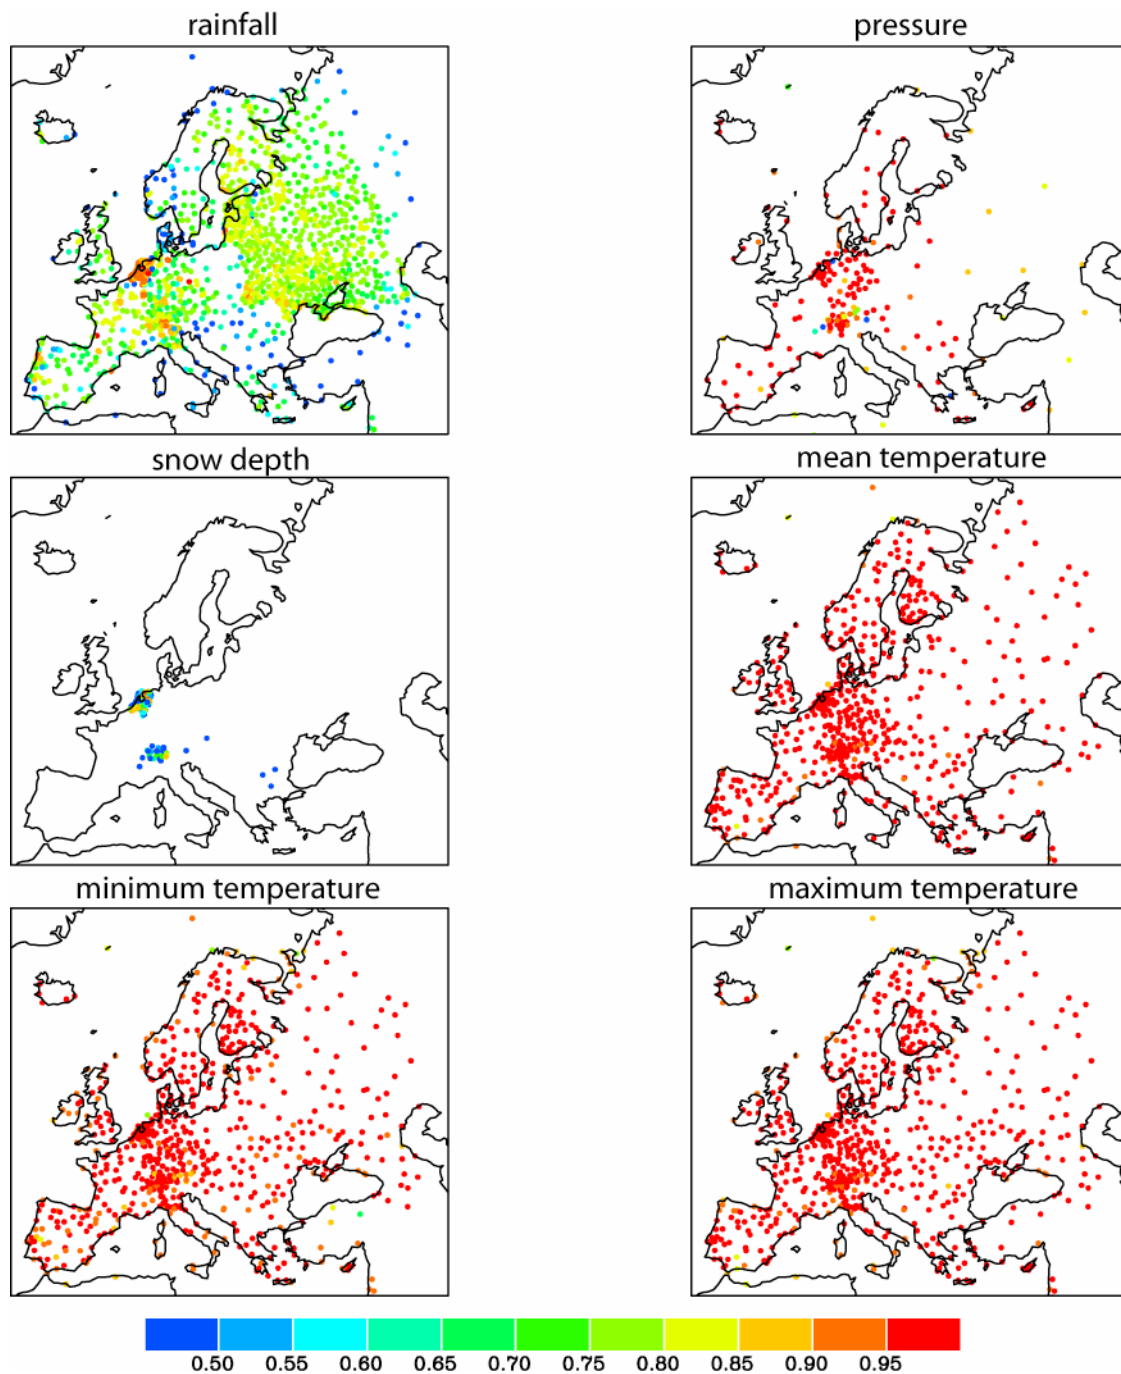 rainfall
pressure
snow depth
mean temperature
minimum temperature
maximum temperature
0.50 0.55 0.60 0.65 0.70 0.75 0.80 0.85 0.90 0.95